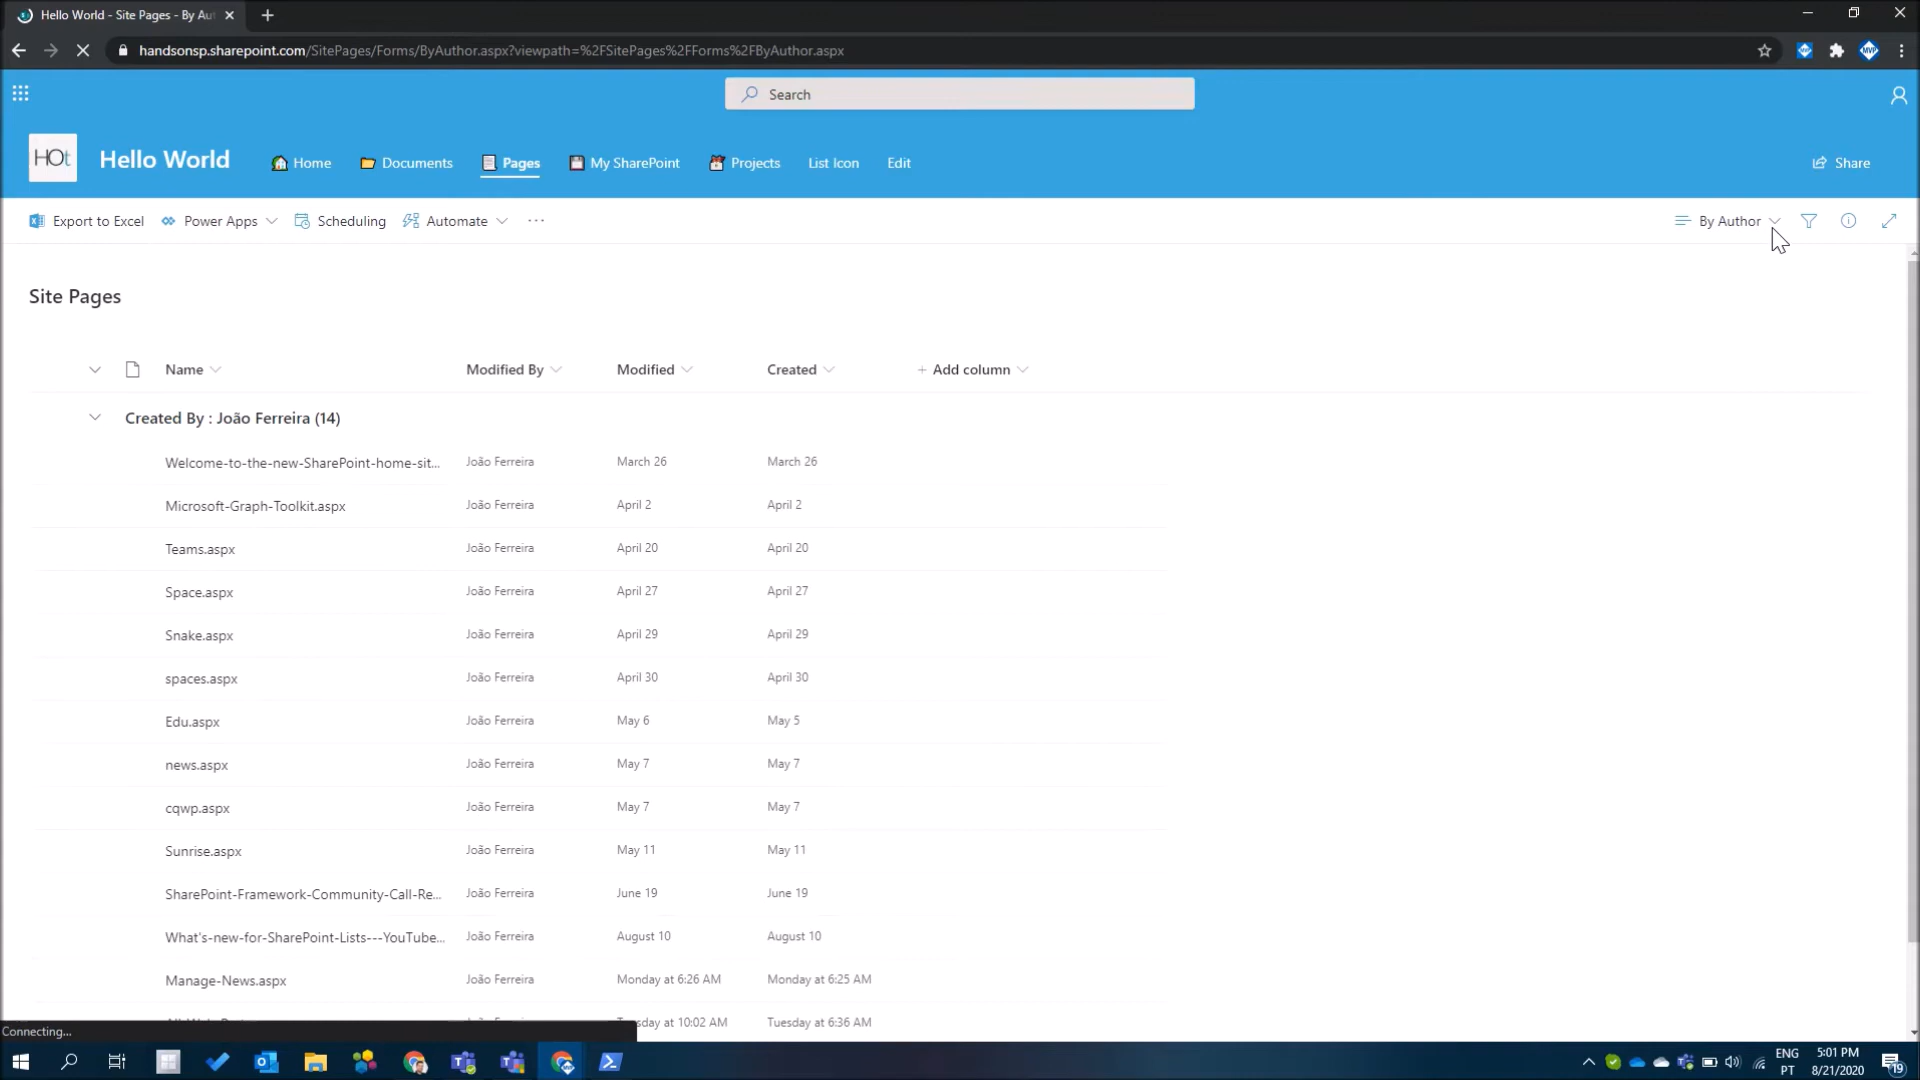 Hello World - Site Pages - By Au
handsonsp.sharepoint.com/SitePages/Forms/ByAuthor.aspx?viewpath=%2FSitePages%2FForms%2FByAuthor.aspx
MVP
Search
HOt
Hello World
Home
Documents
Pages
My SharePoint
Projects
List Icon
Edit
Share
Export to Excel
Power Apps
Scheduling
Automate
By Author
Site Pages
Name
Modified By
Modified
Created
+ Add column
Created By : João Ferreira (14)
Welcome-to-the-new-SharePoint-home-sit... João Ferreira March 26 March 26
Microsoft-Graph-Toolkit.aspx João Ferreira April 2 April 2
Teams.aspx João Ferreira April 20 April 20
Space.aspx João Ferreira April 27 April 27
Snake.aspx João Ferreira April 29 April 29
spaces.aspx João Ferreira April 30 April 30
Edu.aspx João Ferreira May 6 May 5
news.aspx João Ferreira May 7 May 7
cqwp.aspx João Ferreira May 7 May 7
Sunrise.aspx João Ferreira May 11 May 11
SharePoint-Framework-Community-Call-Re... João Ferreira June 19 June 19
What's-new-for-SharePoint-Lists---YouTube... João Ferreira August 10 August 10
Manage-News.aspx João Ferreira Monday at 6:26 AM Monday at 6:25 AM
sday at 10:02 AM Tuesday at 6:36 AM
Connecting...
ENG
PT
5:01 PM
8/21/2020
19